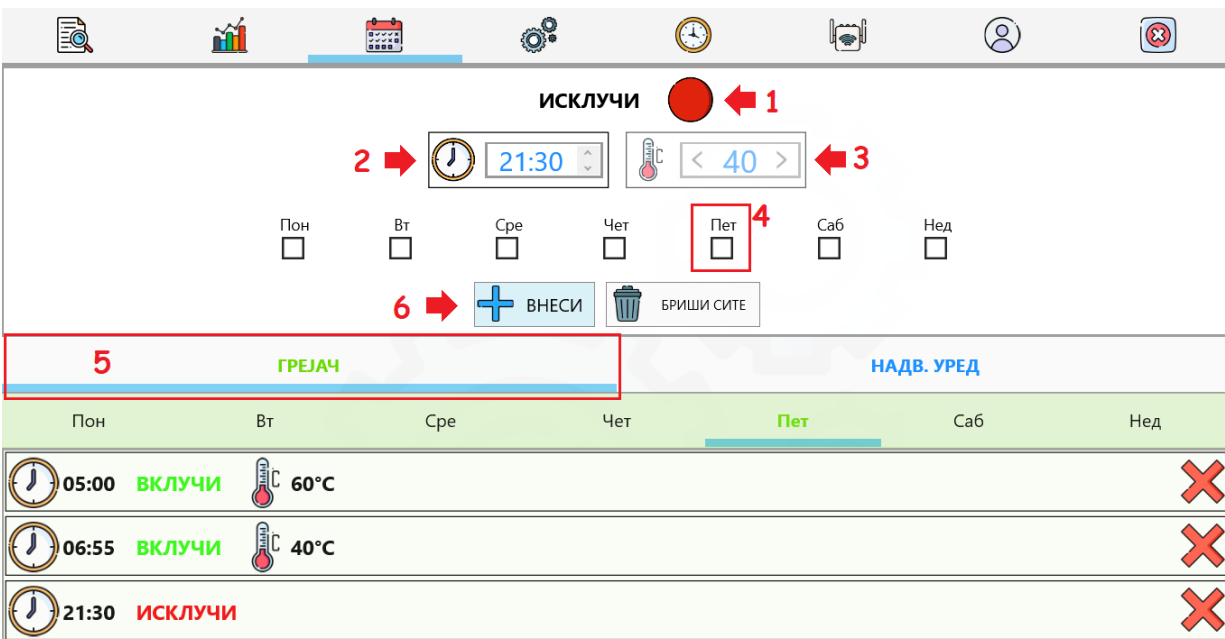 ИСКЛУЧИ 1
2 21:30 C < 40 > 3
Пон Вт Сре Чет Пет Саб Нед 4
6 ВНЕСИ БРИШИ СИТЕ
5 ГРЕЈАЧ НАДВ. УРЕД
Пон Вт Сре Чет Пет Саб Нед
05:00 ВКЛУЧИ C 60°C
06:55 ВКЛУЧИ C 40°C
21:30 ИСКЛУЧИ